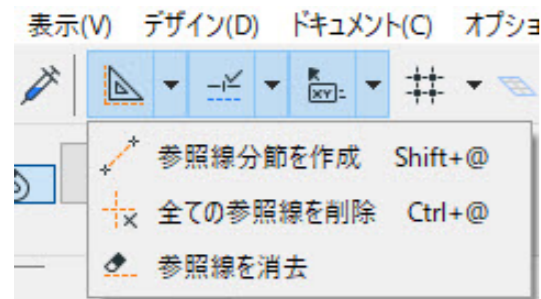 表示(V) デザイン(D) ドキュメント(C) オプショ
XY:
参照線分節を作成 Shift+@
全ての参照線を削除 Ctrl+@
参照線を消去